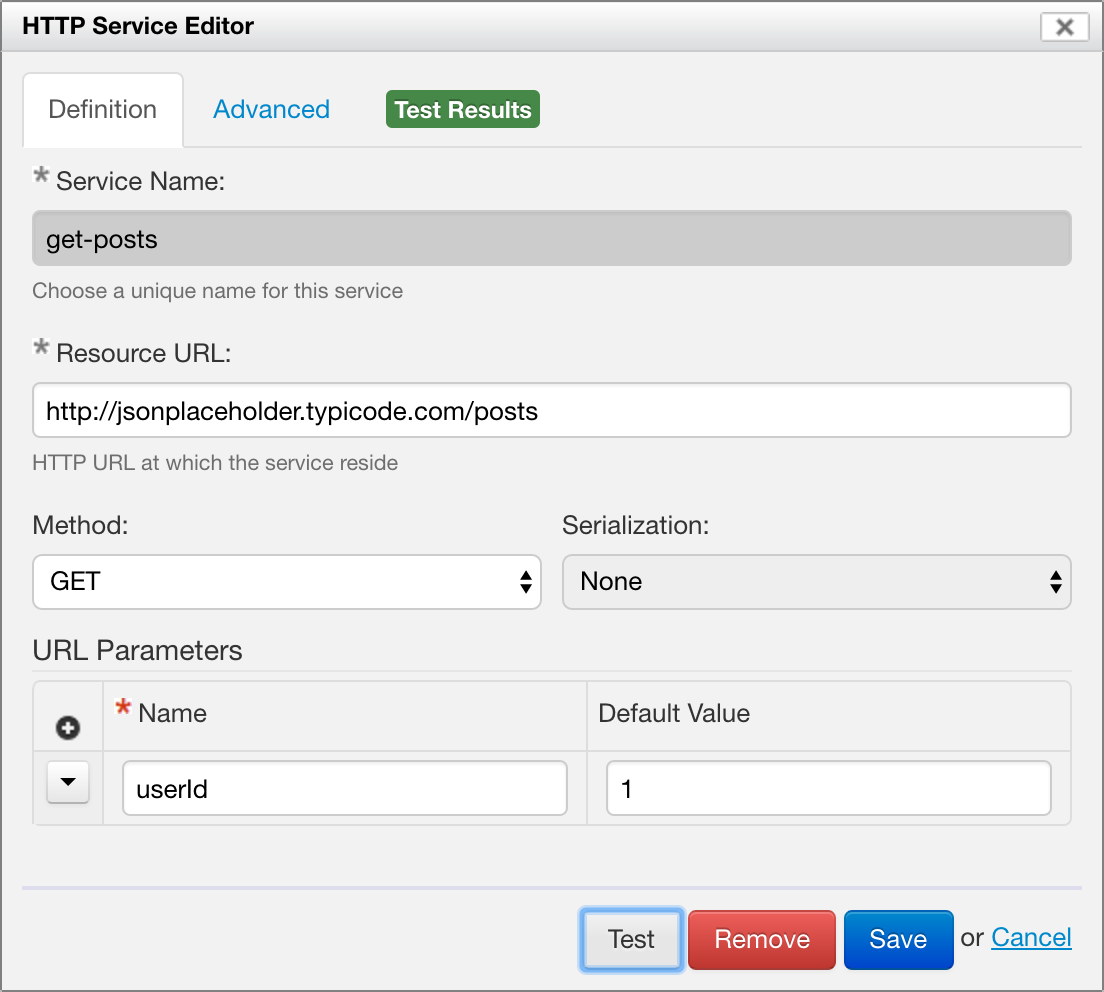 HTTP Service Editor
Definition Advanced Test Results
* Service Name:
get-posts
Choose a unique name for this service
* Resource URL:
http://jsonplaceholder.typicode.com/posts
HTTP URL at which the service reside
Method: Serialization:
GET None
URL Parameters
* Name Default Value
userId 1
Test Remove Save or Cancel